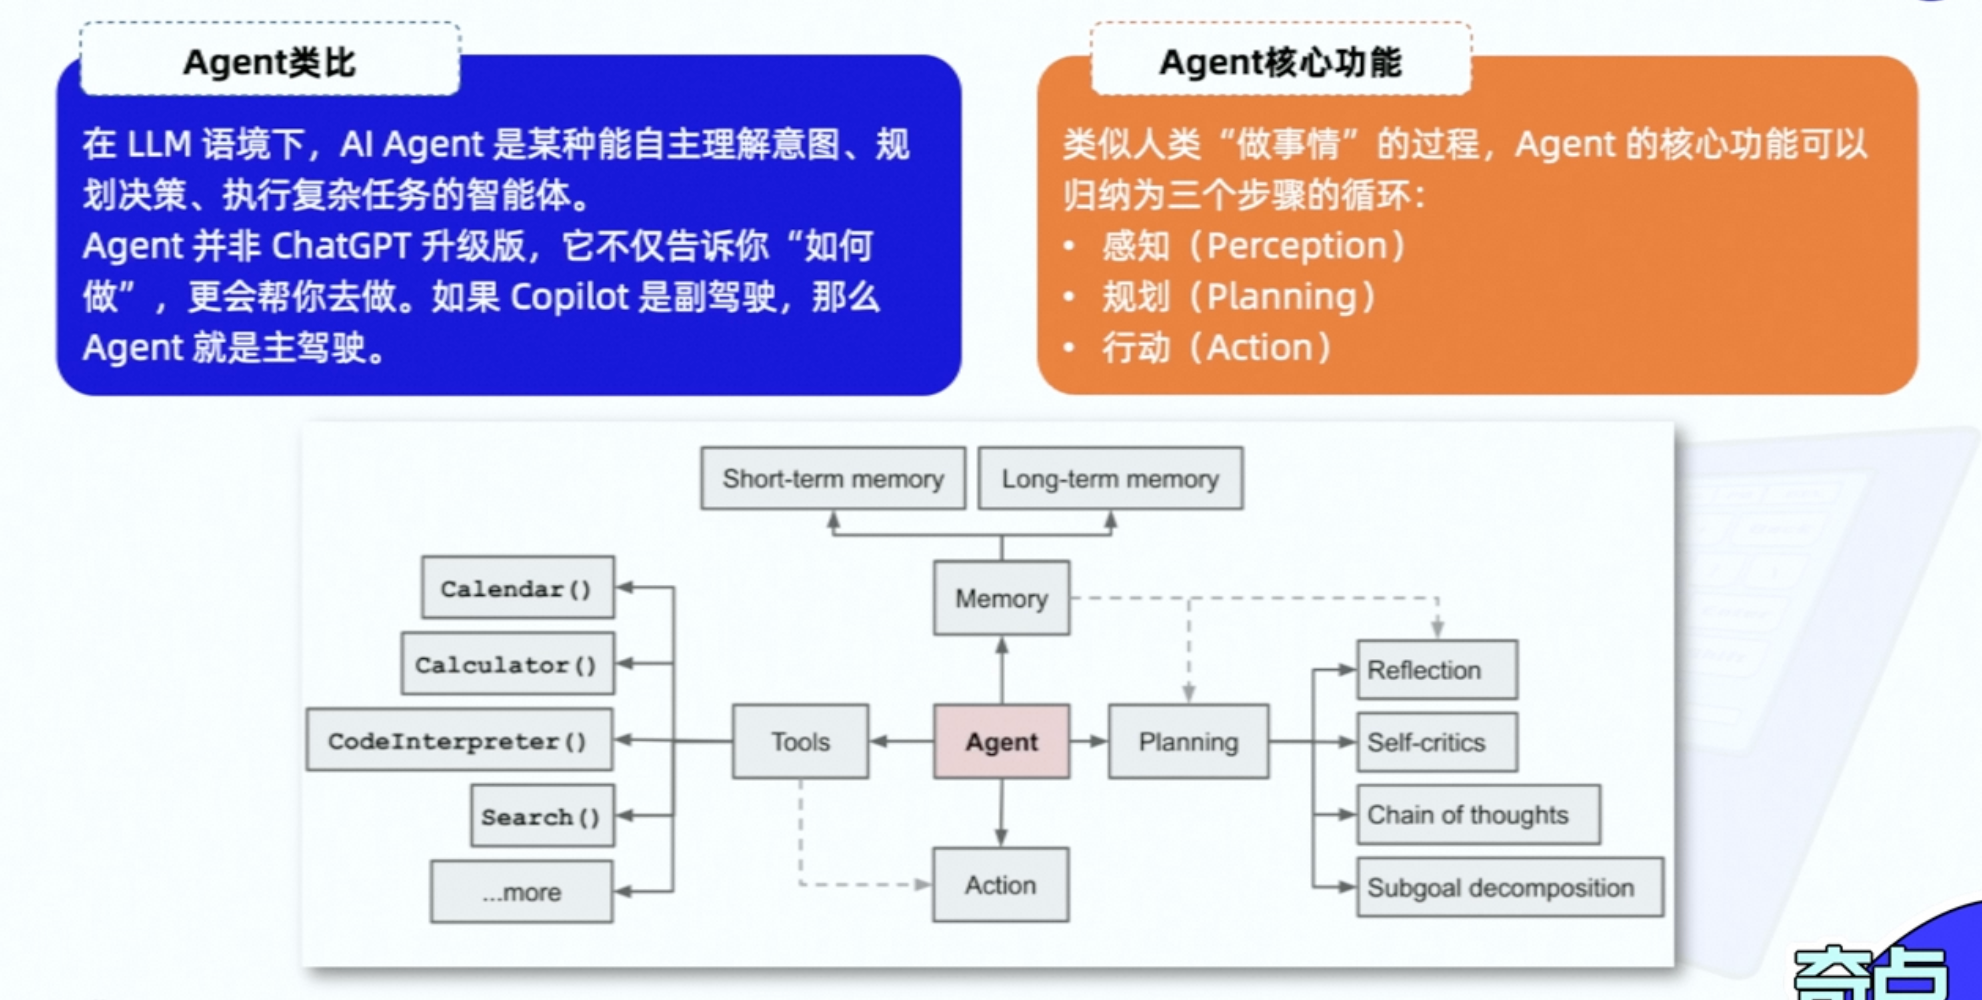 Agent类比
在 LLM 语境下，AI Agent 是某种能自主理解意图、规
划决策、执行复杂任务的智能体。
Agent 并非 ChatGPT 升级版，它不仅告诉你“如何
做”，更会帮你去做。如果 Copilot 是副驾驶，那么
Agent 就是主驾驶。
Agent核心功能
类似人类“做事情”的过程，Agent 的核心功能可以
归纳为三个步骤的循环：
• 感知（Perception）
• 规划（Planning）
• 行动（Action）
Short-term memory
Long-term memory
Calendar()
Memory
Calculator()
Reflection
CodeInterpreter()
Tools
Agent
Planning
Self-critics
Search()
Chain of thoughts
...more
Action
Subgoal decomposition
奇点